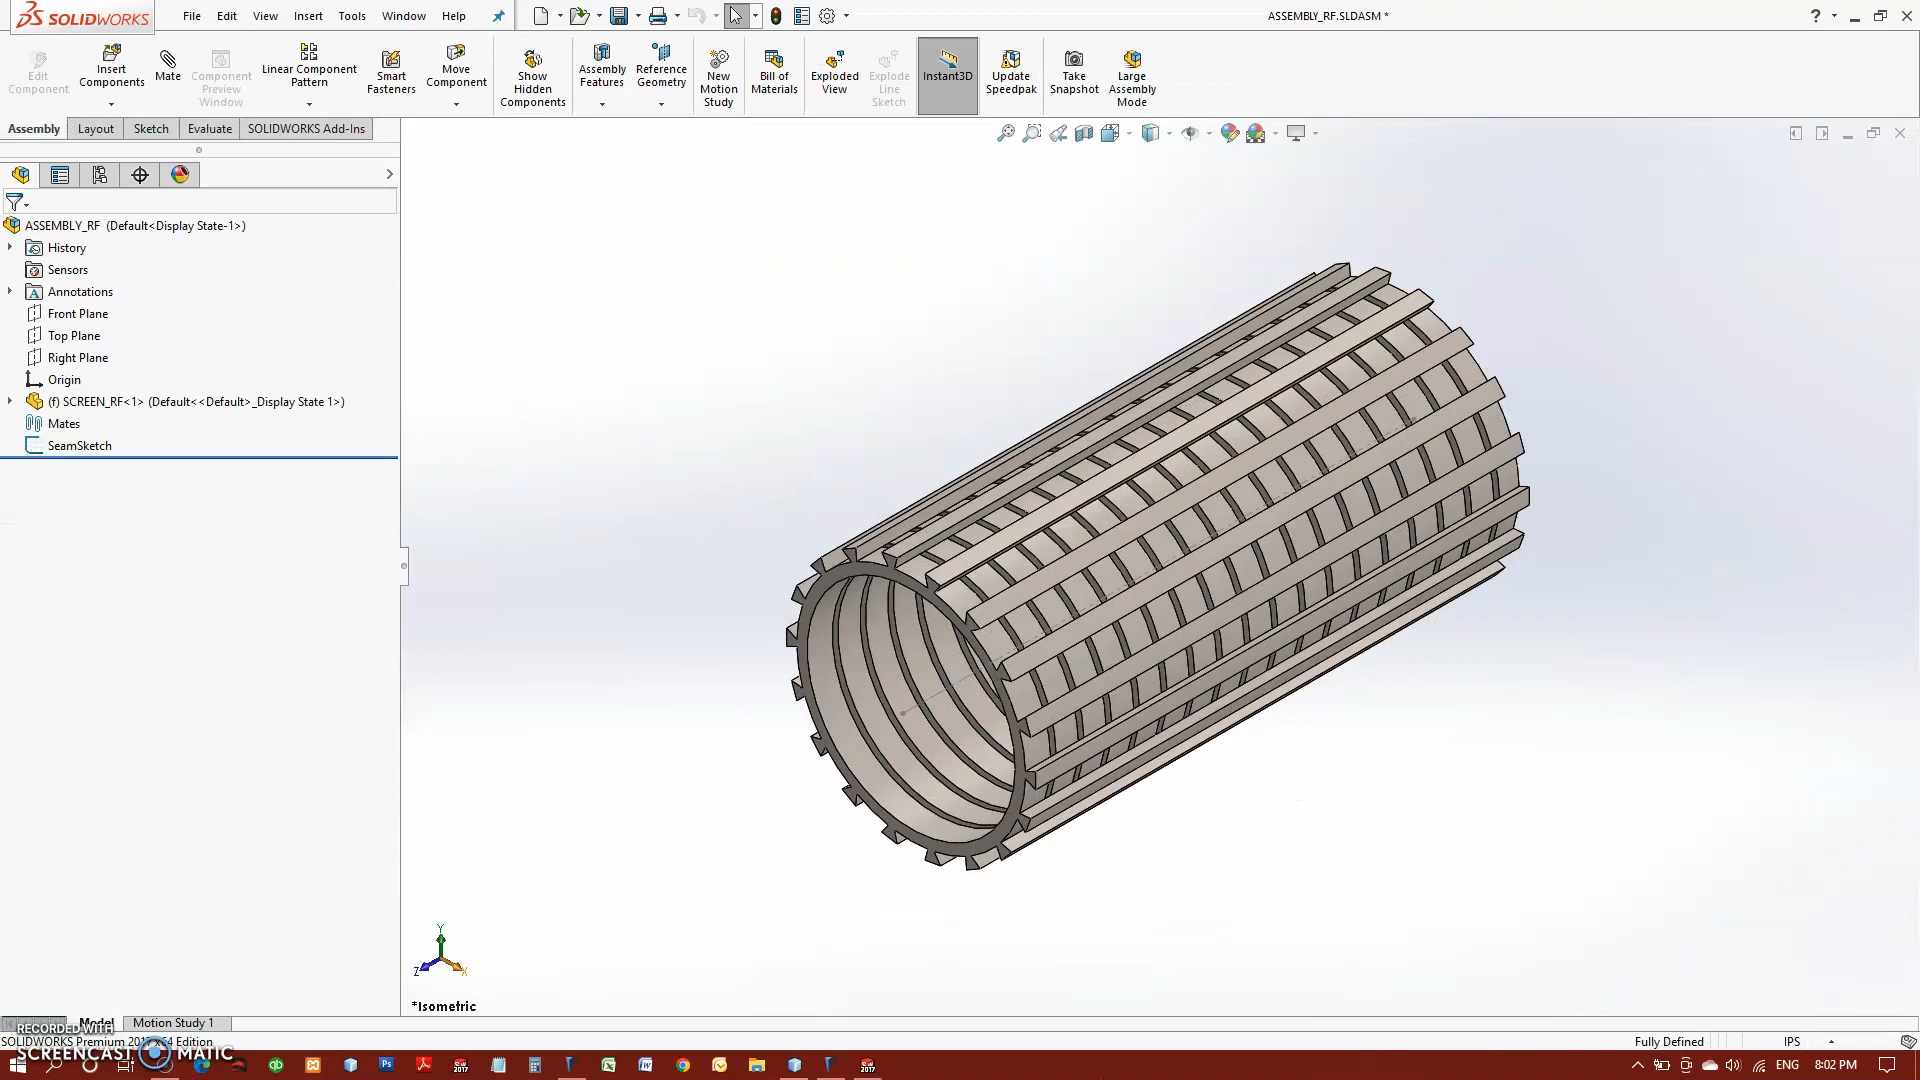 SOLIDWORKS
File Edit View Insert Tools Window Help
ASSEMBLY_RF.SLDASM *
?
Edit Component
Insert Components
Mate
Component Preview Window
Linear Component Pattern
Smart Fasteners
Move Component
Show Hidden Components
Assembly Features
Reference Geometry
New Motion Study
Bill of Materials
Exploded View
Explode Line Sketch
Instant3D
Update Speedpak
Take Snapshot
Large Assembly Mode
Assembly Layout Sketch Evaluate SOLIDWORKS Add-Ins
ASSEMBLY_RF (Default<Display State-1>)
History
Sensors
Annotations
Front Plane
Top Plane
Right Plane
Origin
(f) SCREEN_RF<1> (Default<<Default>_Display State 1>)
Mates
SeamSketch
Y
Z X
*Isometric
Model Motion Study 1
RECORDED WITH
SOLIDWORKS Premium 2017 x64 Edition
Fully Defined IPS
SCREENCAST MATIC
ENG 8:02 PM